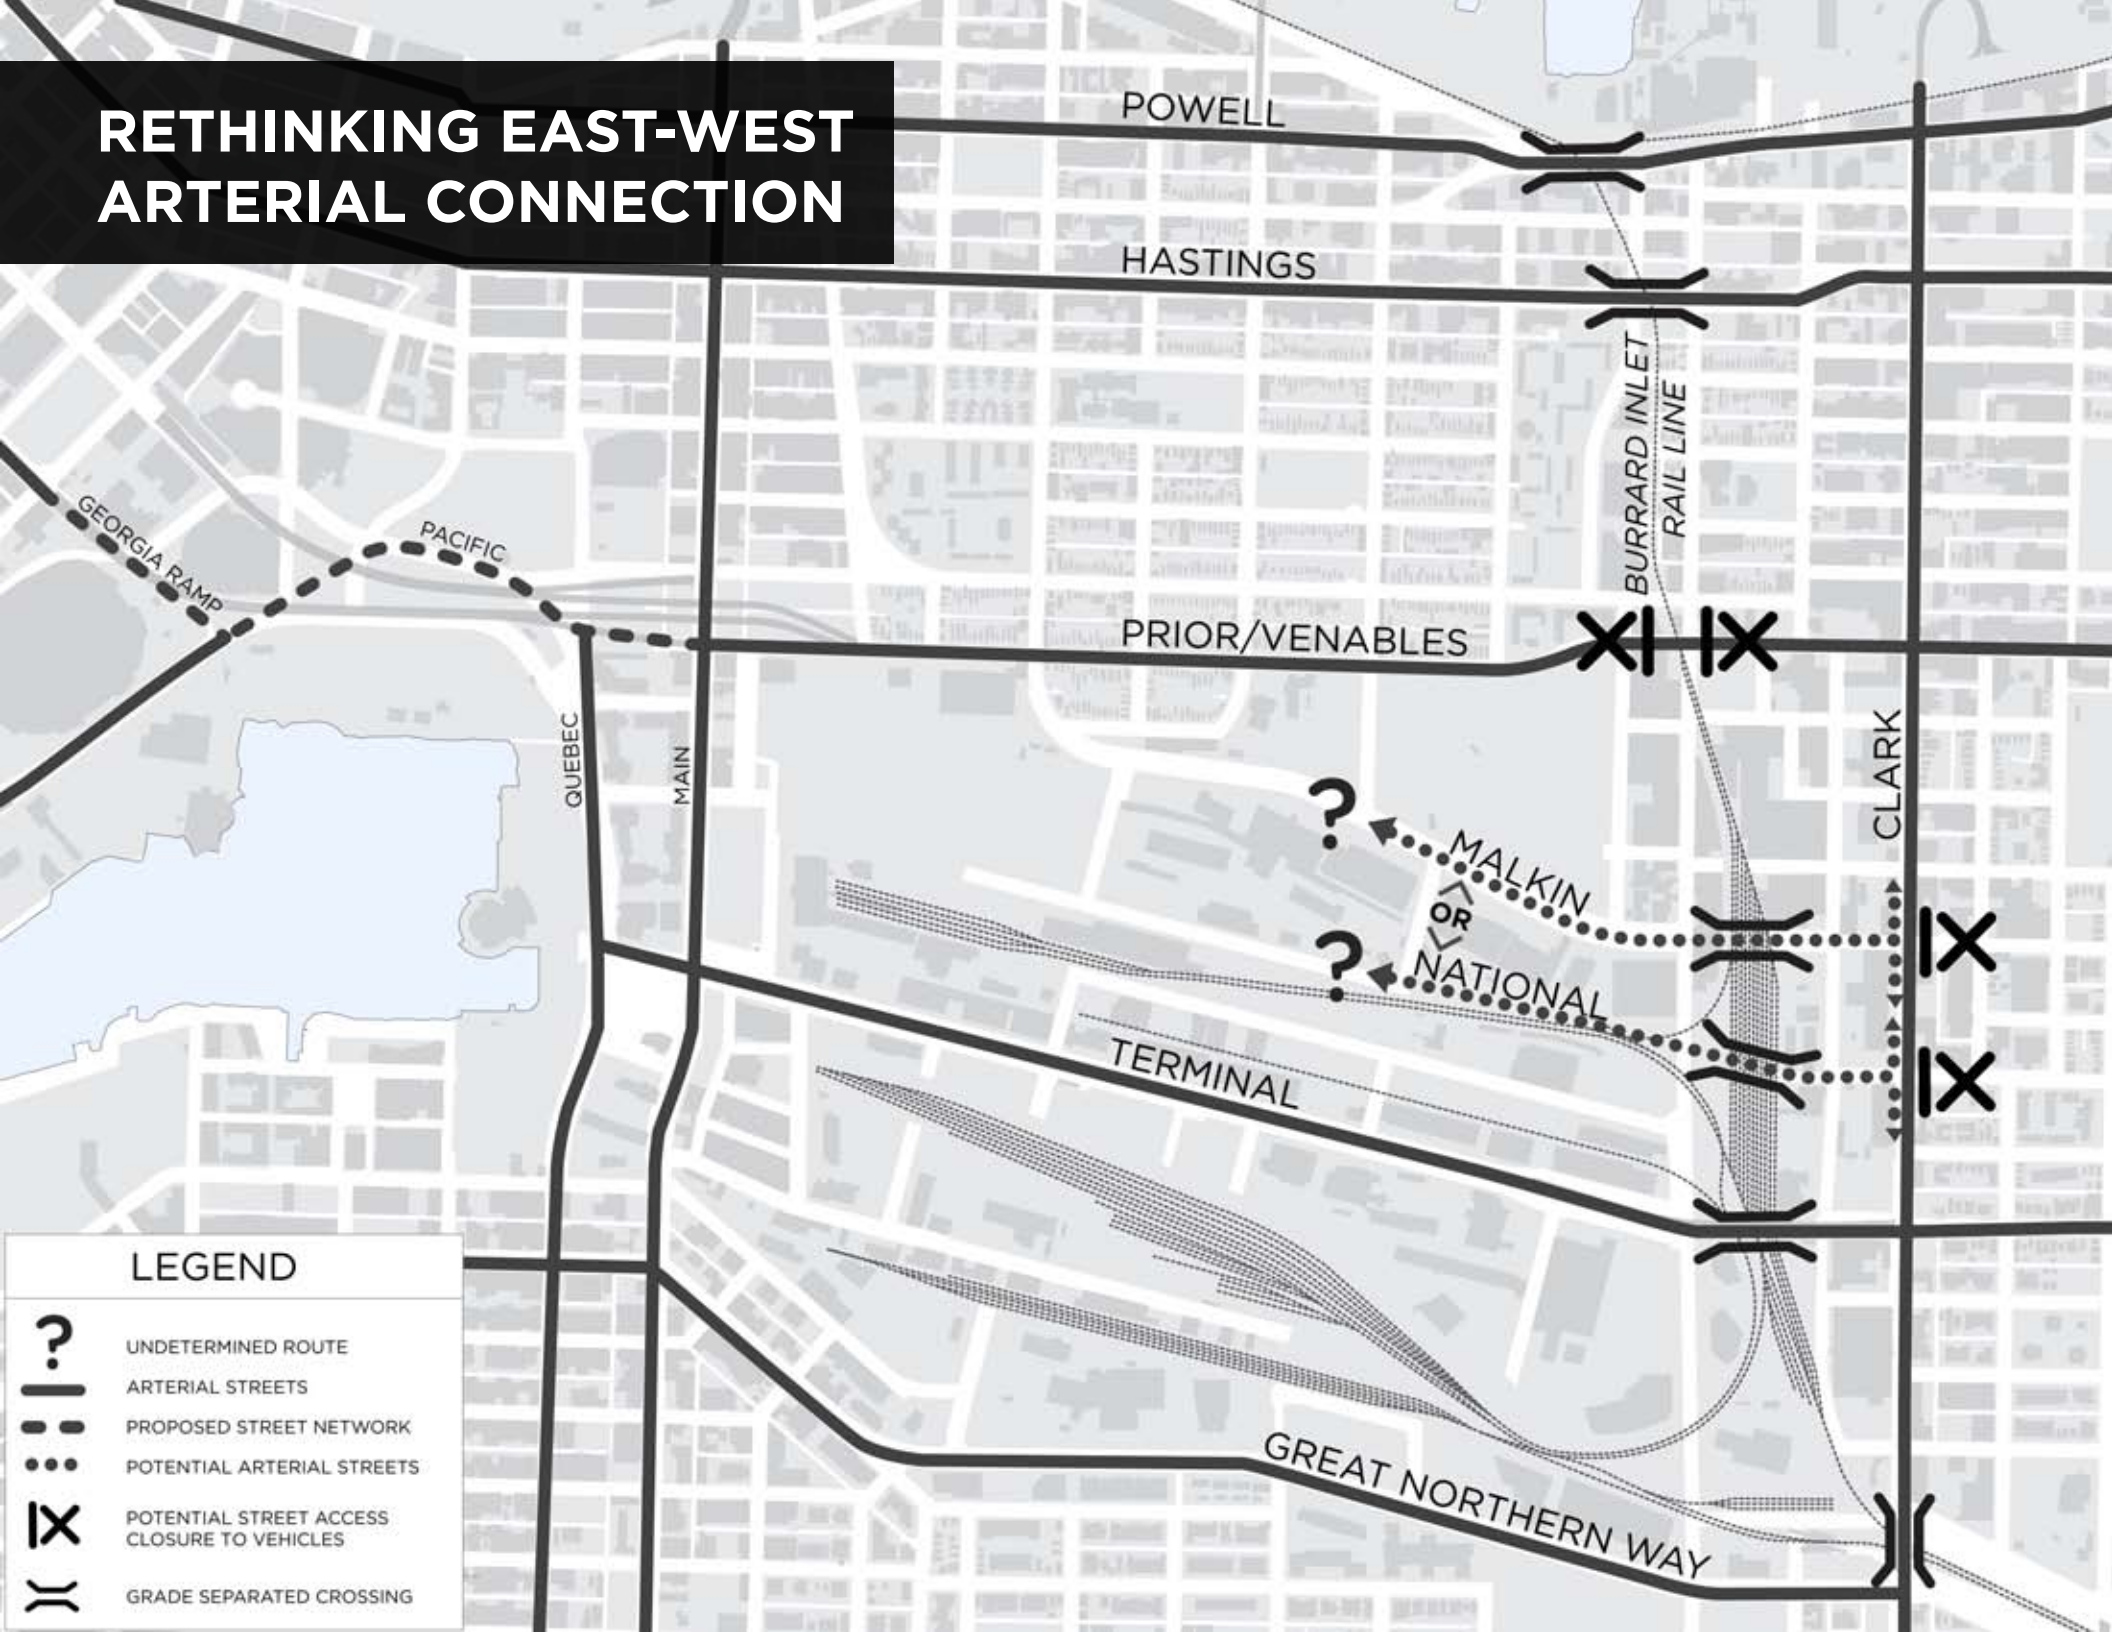 RETHINKING EAST-WEST
ARTERIAL CONNECTION
POWELL
HASTINGS
BURRARD INLET
RAIL LINE
GEORGIA RAMP
PACIFIC
PRIOR/VENABLES
QUEBEC
MAIN
CLARK
?
MALKIN
OR
?
NATIONAL
TERMINAL
GREAT NORTHERN WAY
LEGEND
? UNDETERMINED ROUTE
ARTERIAL STREETS
PROPOSED STREET NETWORK
POTENTIAL ARTERIAL STREETS
POTENTIAL STREET ACCESS
CLOSURE TO VEHICLES
GRADE SEPARATED CROSSING